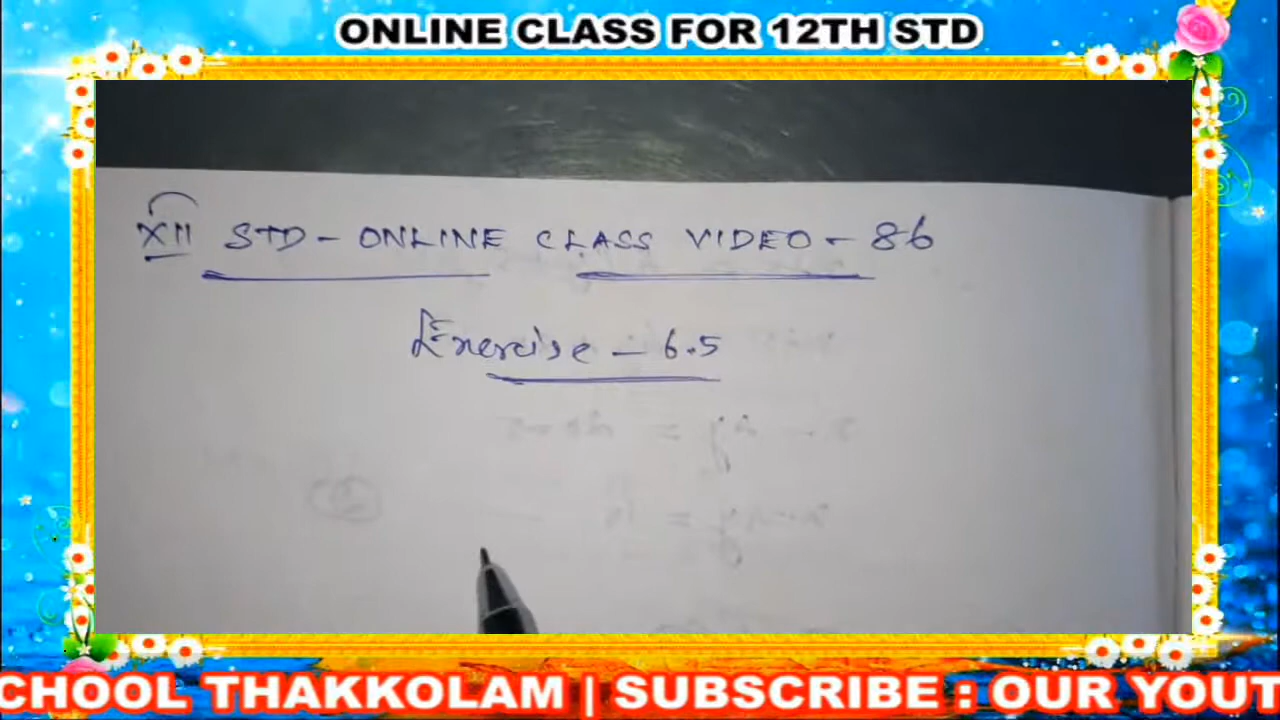 ONLINE CLASS FOR 12TH STD
XII STD - ONLINE CLASS VIDEO - 86
Exercise - 6.5
CHOOL THAKKOLAM | SUBSCRIBE : OUR YOUT